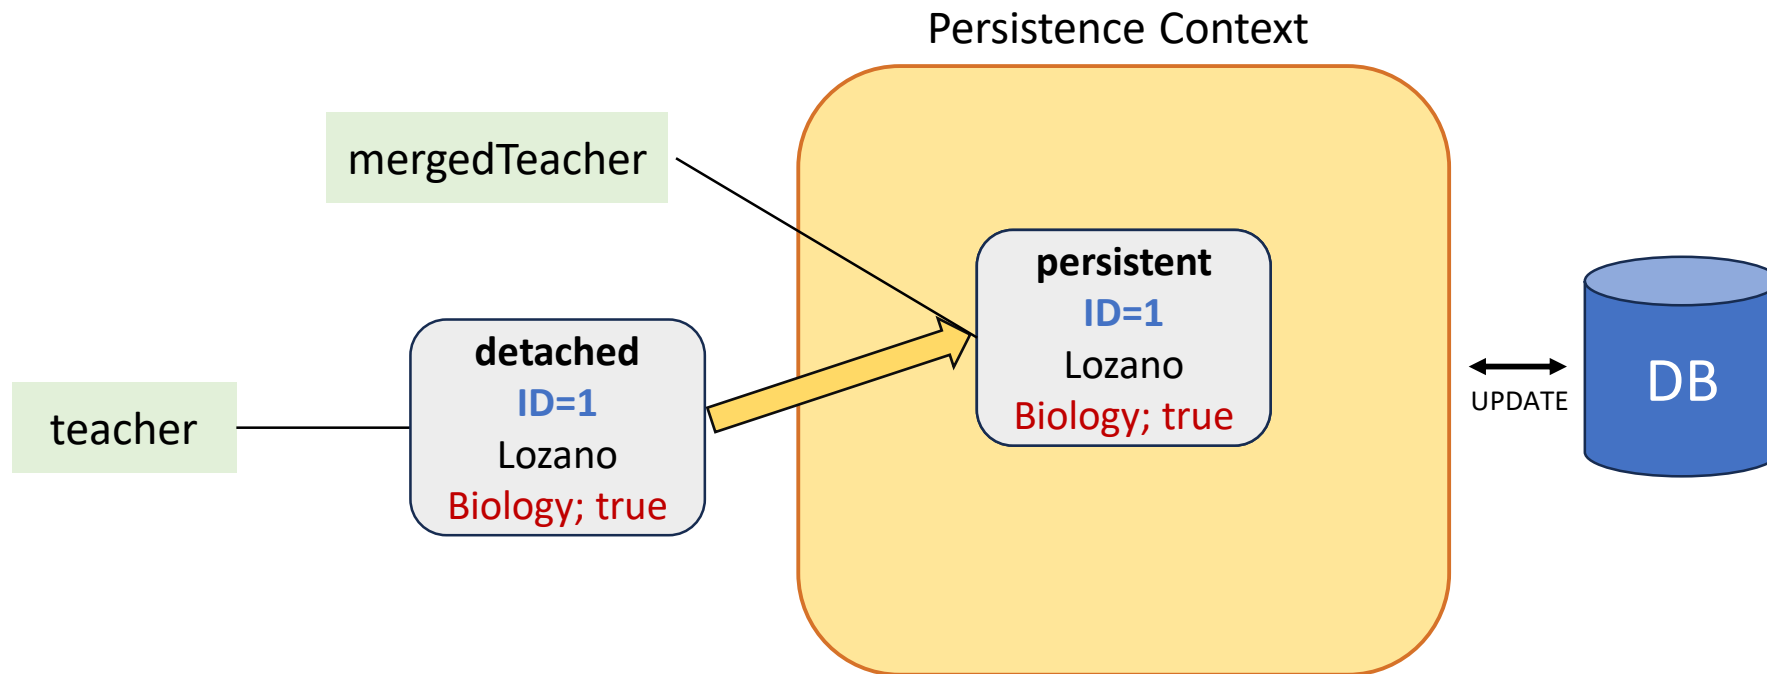 Persistence Context
mergedTeacher
persistent
ID=1
Lozano
Biology; true
detached
ID=1
Lozano
Biology; true
teacher
UPDATE
DB